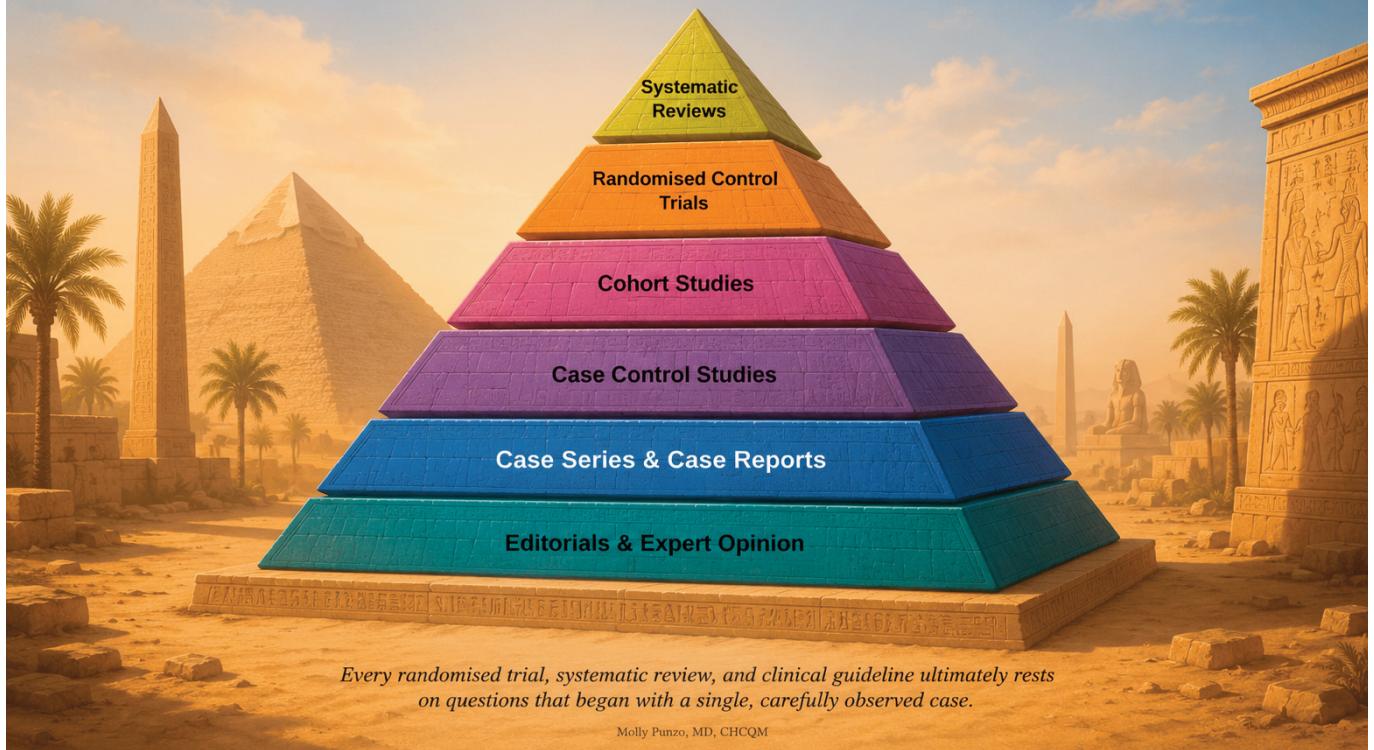 Systematic
Reviews
Randomised Control
Trials
Cohort Studies
Case Control Studies
Case Series & Case Reports
Editorials & Expert Opinion
Every randomised trial, systematic review, and clinical guideline ultimately rests
on questions that began with a single, carefully observed case.
Molly Punzo, MD, CHCQM